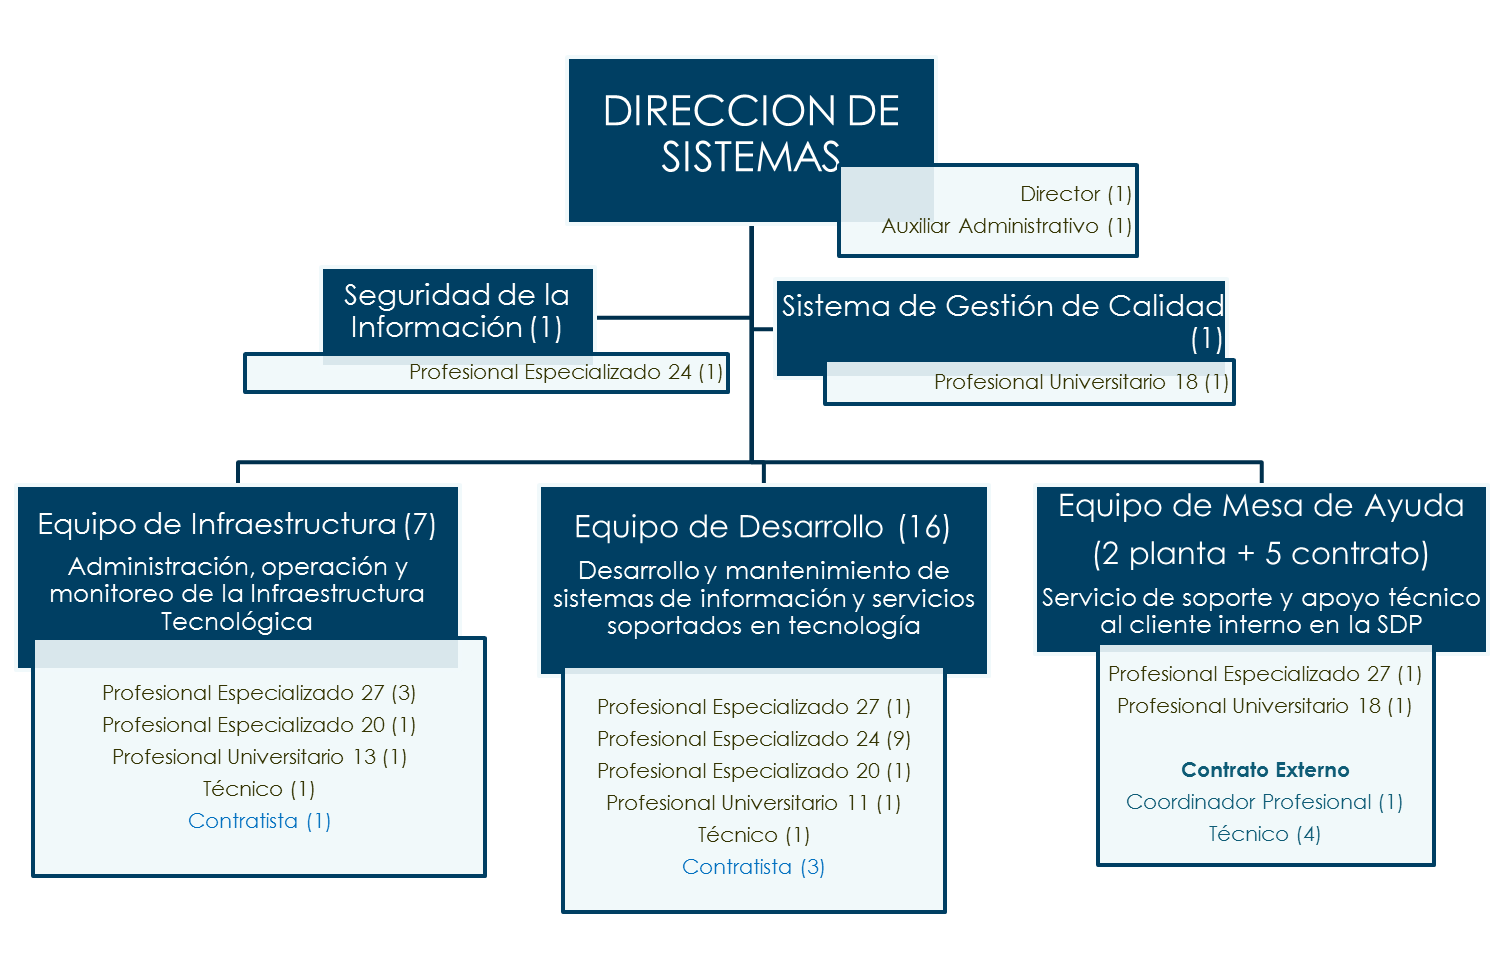 DIRECCION DE
SISTEMAS
Director (1)
Auxiliar Administrativo (1)
Seguridad de la
Información (1)
Profesional Especializado 24 (1)
Sistema de Gestión de Calidad
(1)
Profesional Universitario 18 (1)
Equipo de Infraestructura (7)
Administración, operación y
monitoreo de la Infraestructura
Tecnológica
Profesional Especializado 27 (3)
Profesional Especializado 20 (1)
Profesional Universitario 13 (1)
Técnico (1)
Contratista (1)
Equipo de Desarrollo (16)
Desarrollo y mantenimiento de
sistemas de información y servicios
soportados en tecnología
Profesional Especializado 27 (1)
Profesional Especializado 24 (9)
Profesional Especializado 20 (1)
Profesional Universitario 11 (1)
Técnico (1)
Contratista (3)
Equipo de Mesa de Ayuda
(2 planta + 5 contrato)
Servicio de soporte y apoyo técnico
al cliente interno en la SDP
Profesional Especializado 27 (1)
Profesional Universitario 18 (1)
Contrato Externo
Coordinador Profesional (1)
Técnico (4)